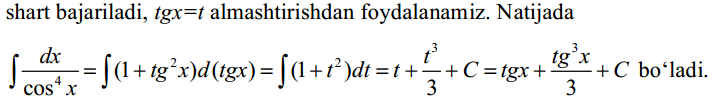 shart bajariladi, tgx=t almashtirishdan foydalanamiz. Natijada
∫ dx/cos⁴ x = ∫(1 + tg²x)d(tgx) = ∫(1 + t²)dt = t + t³/3 + C = tgx + tg³x/3 + C bo‘ladi.